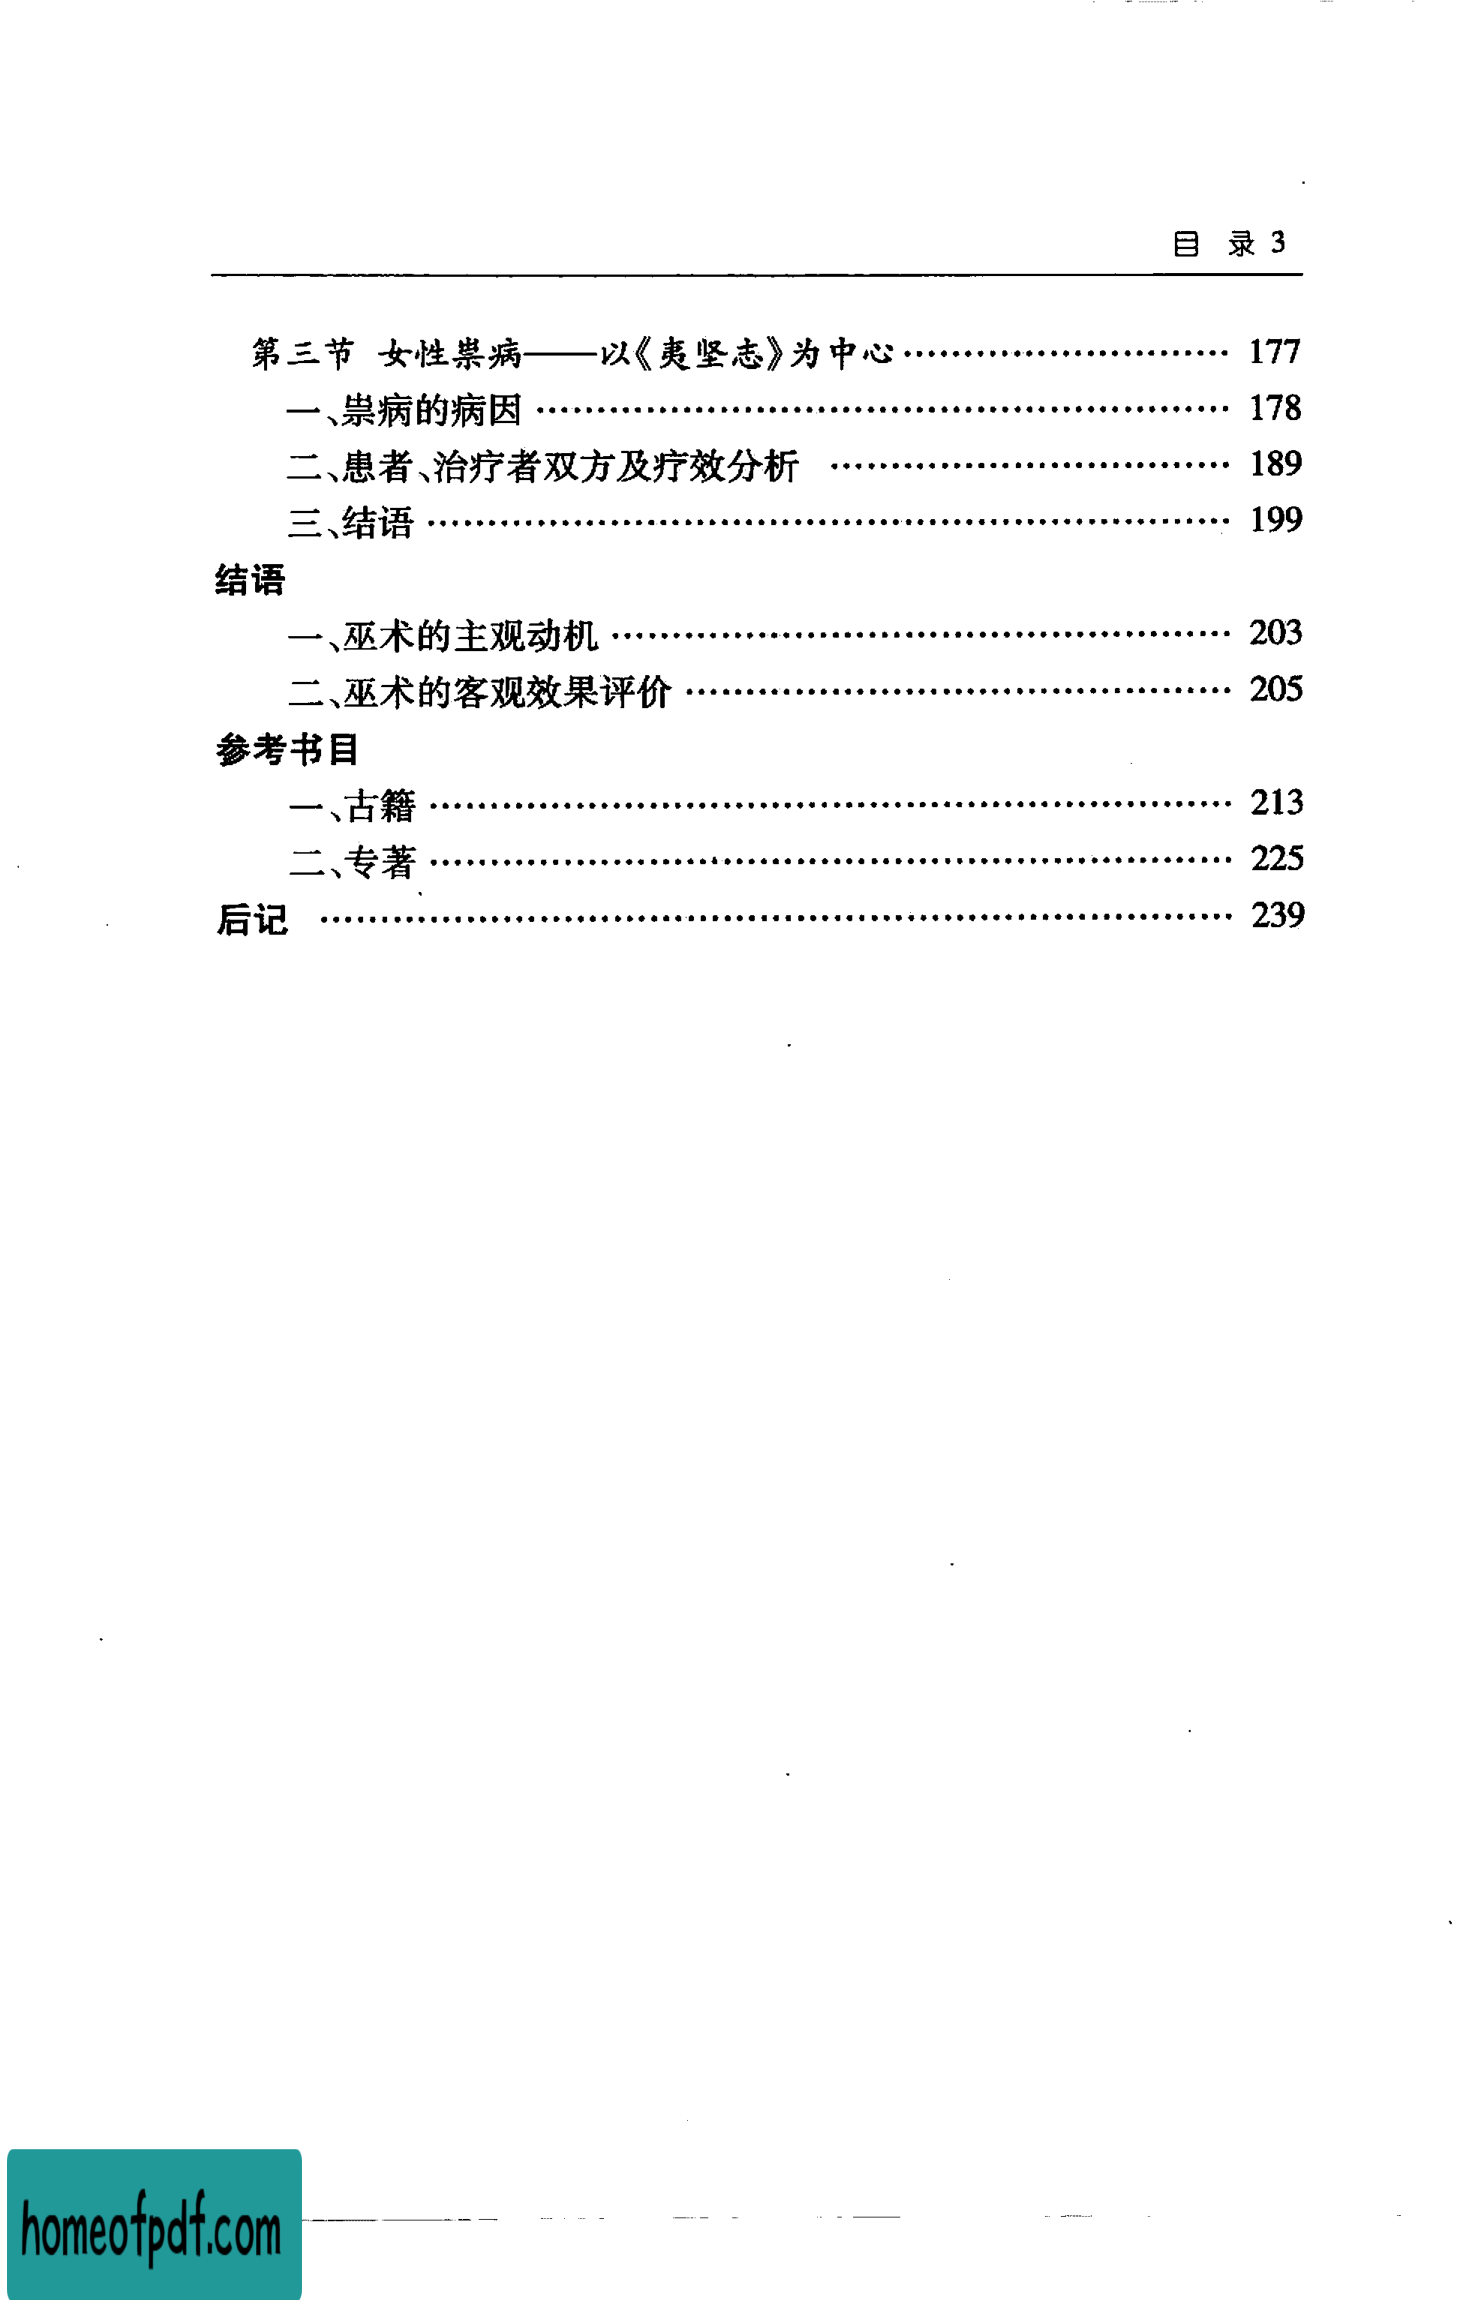 目 录 3
第三节 女性祟病——以《夷坚志》为中心………………………… 177
一、祟病的病因………………………………………………………… 178
二、患者、治疗者双方及疗效分析 ……………………………… 189
三、结语………………………………………………………………… 199
结语
一、巫术的主观动机………………………………………………… 203
二、巫术的客观效果评价…………………………………………… 205
参考书目
一、古籍………………………………………………………………… 213
二、专著………………………………………………………………… 225
后记 ………………………………………………………………………… 239
homeofpdf.com